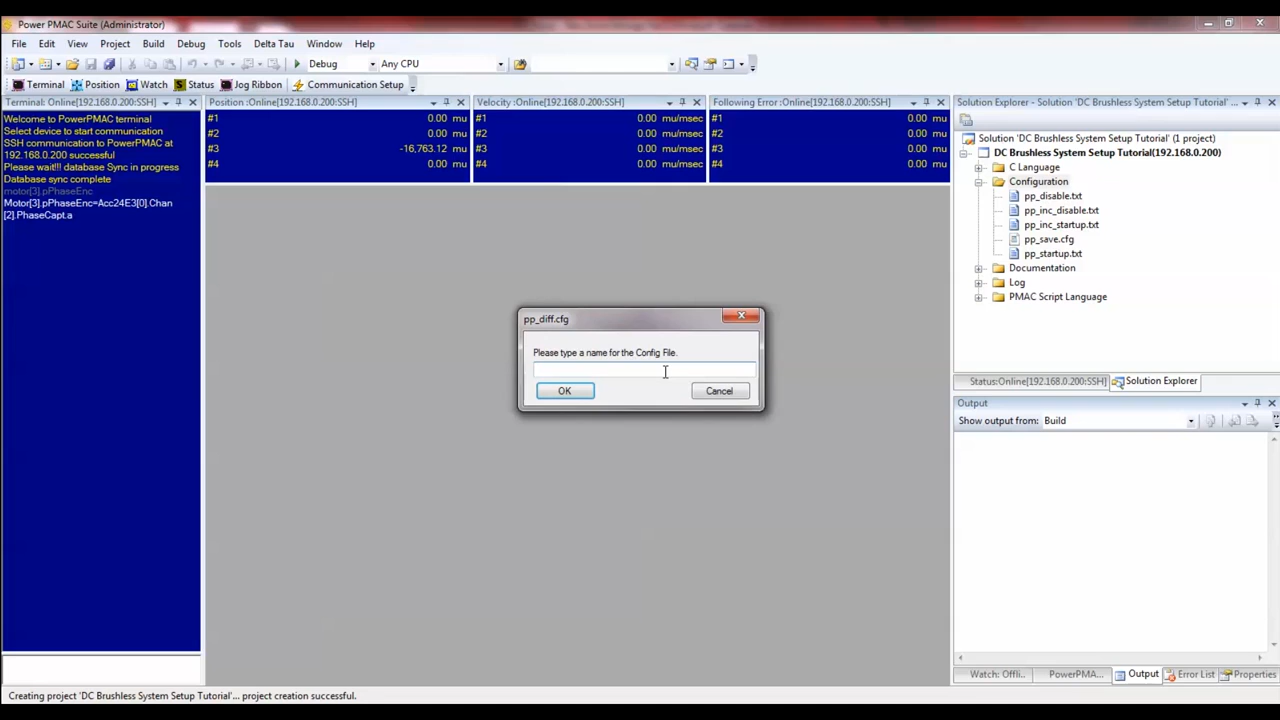 Power PMAC Suite (Administrator)
File Edit View Project Build Debug Tools Delta Tau Window Help
Debug Any CPU
Terminal Position Watch Status Jog Ribbon Communication Setup
Terminal: Online[192.168.0.200:SSH]
Welcome to PowerPMAC terminal
Select device to start communication
SSH communication to PowerPMAC at
192.168.0.200 successful
Please wait!!! database Sync in progress
Database sync complete
motor[3].pPhaseEnc
Motor[3].pPhaseEnc=Acc24E3[0].Chan
[2].PhaseCapt.a
Position :Online[192.168.0.200:SSH]
#1 0.00 mu
#2 0.00 mu
#3 -16,763.12 mu
#4 0.00 mu
Velocity :Online[192.168.0.200:SSH]
#1 0.00 mu/msec
#2 0.00 mu/msec
#3 0.00 mu/msec
#4 0.00 mu/msec
Following Error :Online[192.168.0.200:SSH]
#1 0.00 mu
#2 0.00 mu
#3 0.00 mu
#4 0.00 mu
pp_diff.cfg
Please type a name for the Config File.
OK Cancel
Solution Explorer - Solution 'DC Brushless System Setup Tutorial' ...
Solution 'DC Brushless System Setup Tutorial' (1 project)
DC Brushless System Setup Tutorial(192.168.0.200)
C Language
Configuration
pp_disable.txt
pp_inc_disable.txt
pp_inc_startup.txt
pp_save.cfg
pp_startup.txt
Documentation
Log
PMAC Script Language
Status:Online[192.168.0.200:SSH] Solution Explorer
Output
Show output from: Build
Watch: Offli... PowerPMA... Output Error List Properties
Creating project 'DC Brushless System Setup Tutorial'... project creation successful.